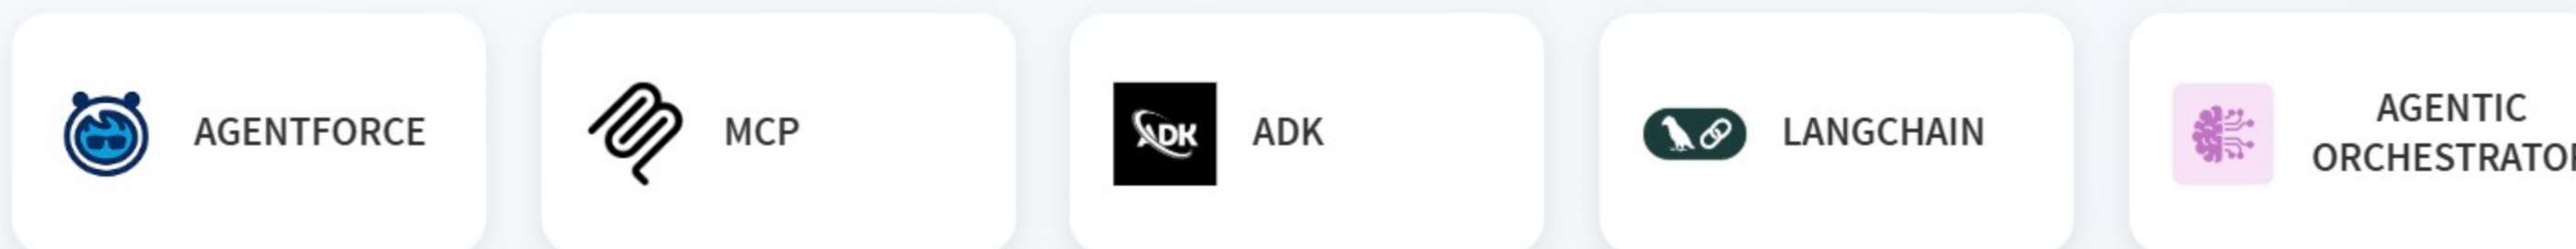 AGENTFORCE
MCP
ADK
ADK
LANGCHAIN
AGENTIC